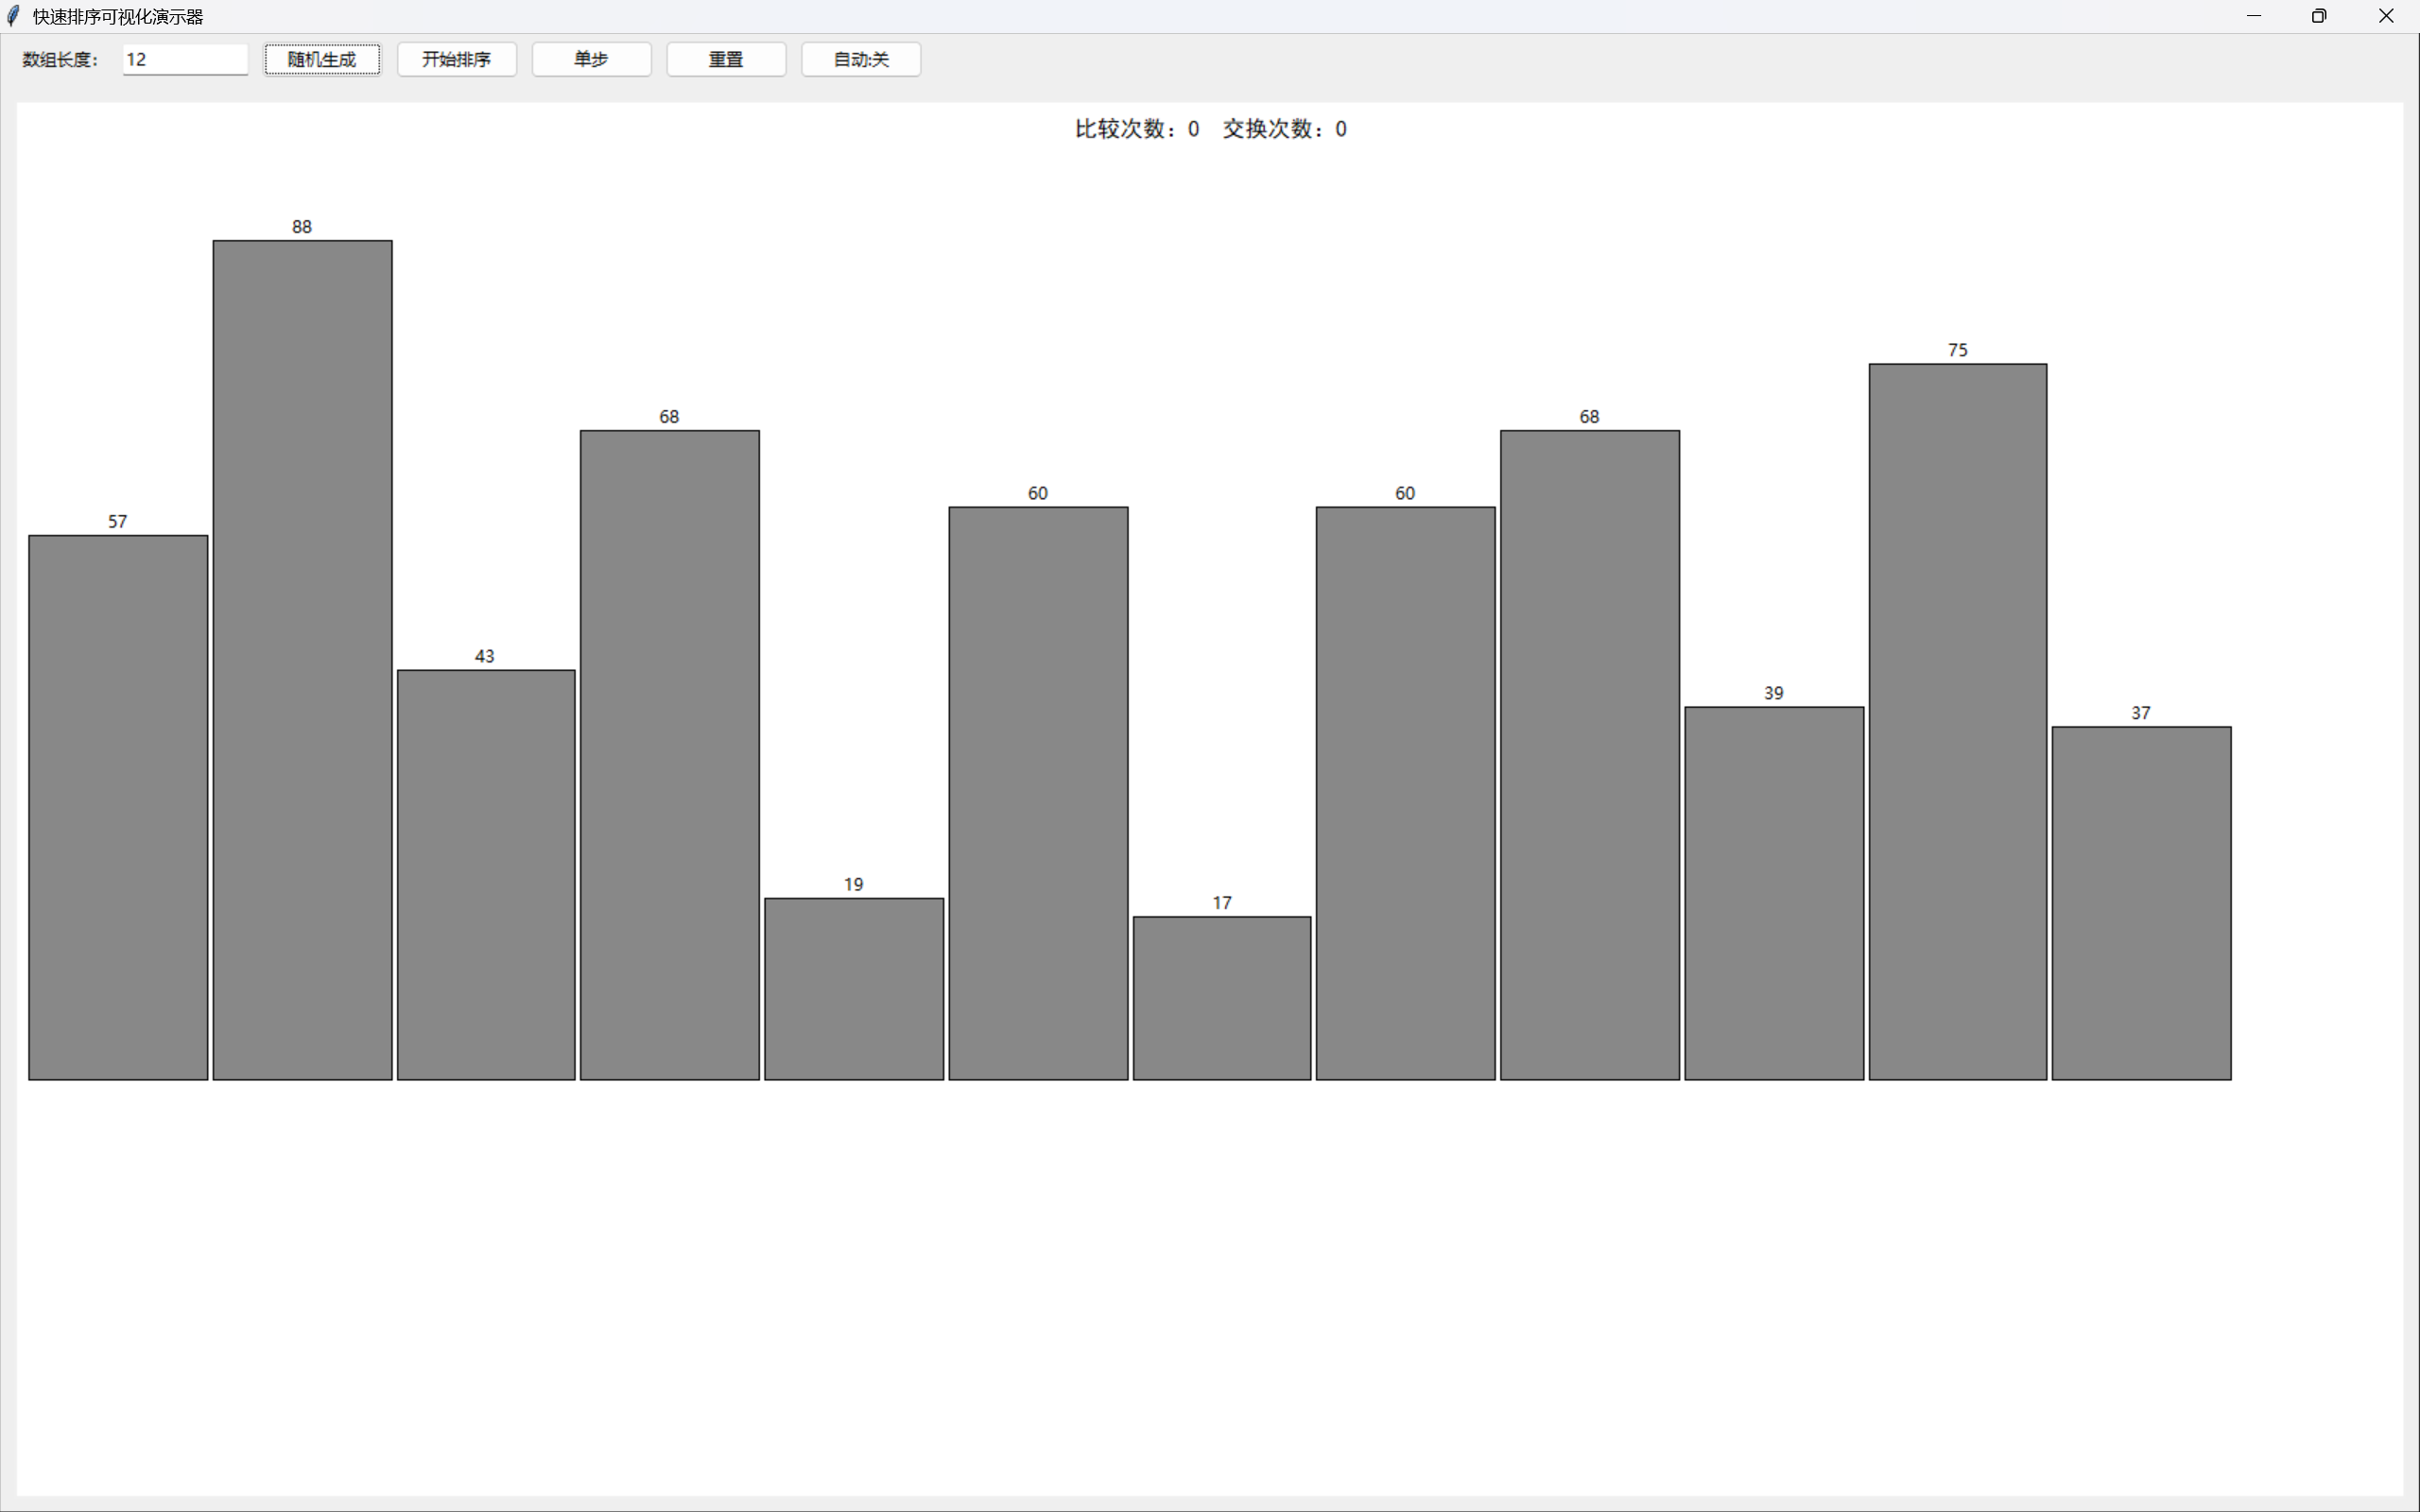 快速排序可视化演示器
数组长度： 12 随机生成 开始排序 单步 重置 自动:关
比较次数：0 交换次数：0
57 88 43 68 19 60 17 60 68 39 75 37